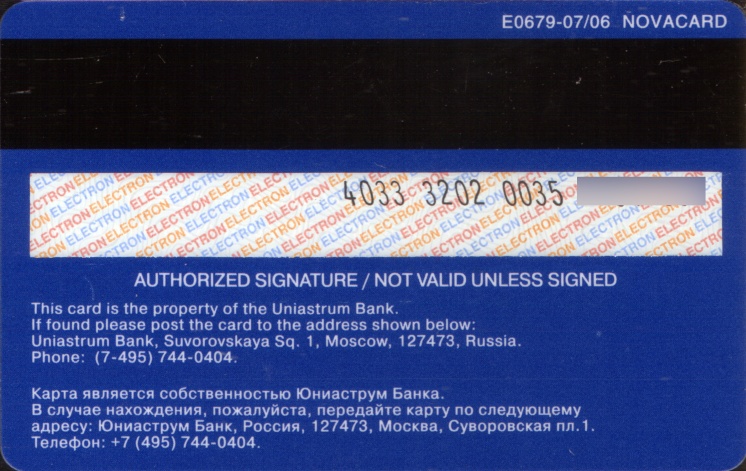 E0679-07/06 NOVACARD
4033 3202 0035
AUTHORIZED SIGNATURE / NOT VALID UNLESS SIGNED
This card is the property of the Uniastrum Bank.
If found please post the card to the address shown below:
Uniastrum Bank, Suvorovskaya Sq. 1, Moscow, 127473, Russia.
Phone: (7-495) 744-0404.
Карта является собственностью Юниаструм Банка.
В случае нахождения, пожалуйста, передайте карту по следующему
адресу: Юниаструм Банк, Россия, 127473, Москва, Суворовская пл.1.
Телефон: +7 (495) 744-0404.